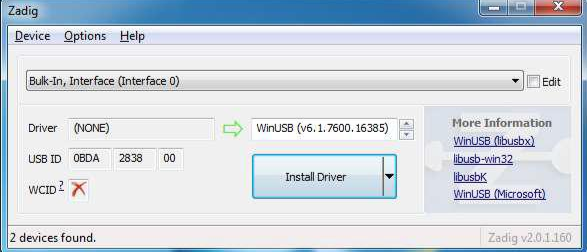 Zadig
Device Options Help
Bulk-In, Interface (Interface 0)
Edit
Driver (NONE) WinUSB (v6.1.7600.16385)
USB ID 0BDA 2838 00
WCID ?
Install Driver
More Information
WinUSB (libusbx)
libusb-win32
libusbK
WinUSB (Microsoft)
2 devices found.
Zadig v2.0.1.160